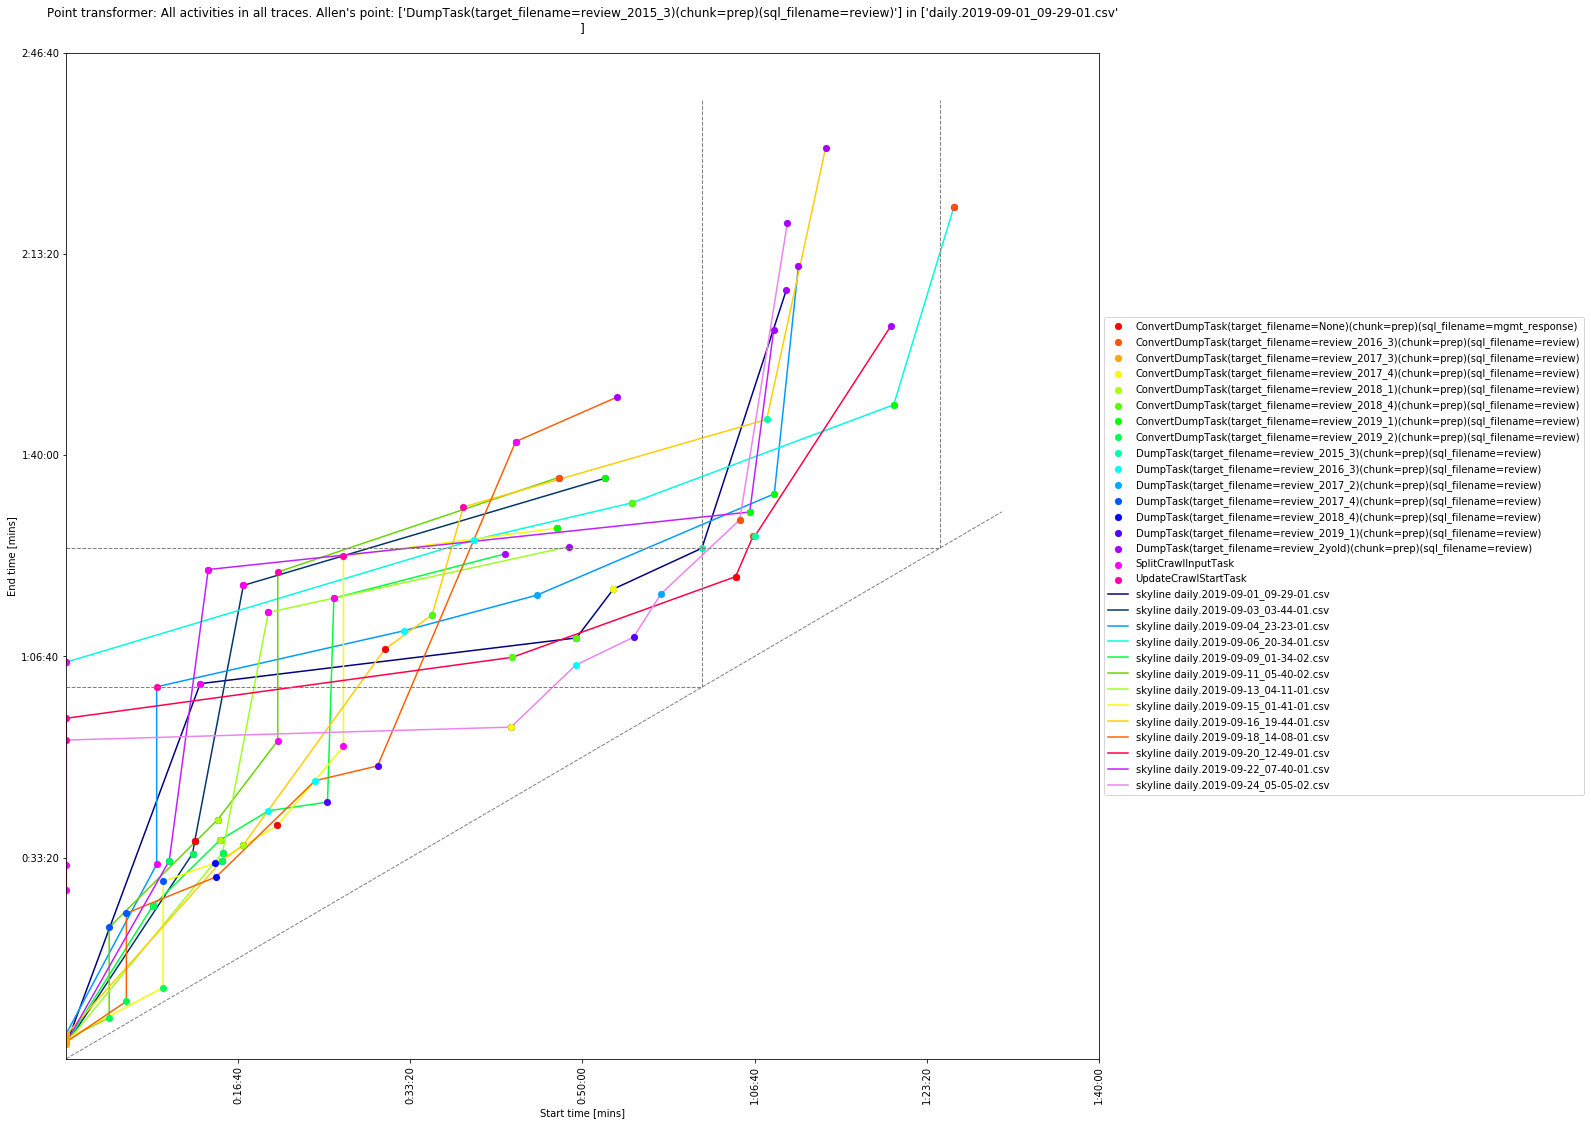 Point transformer: All activities in all traces. Allen's point: ['DumpTask(target_filename=review_2015_3)(chunk=prep)(sql_filename=review)'] in ['daily.2019-09-01_09-29-01.csv'
]
2:46:40
2:13:20
1:40:00
1:06:40
0:33:20
End time [mins]
0:16:40
0:33:20
0:50:00
1:06:40
1:23:20
1:40:00
Start time [mins]
ConvertDumpTask(target_filename=None)(chunk=prep)(sql_filename=mgmt_response)
ConvertDumpTask(target_filename=review_2016_3)(chunk=prep)(sql_filename=review)
ConvertDumpTask(target_filename=review_2017_3)(chunk=prep)(sql_filename=review)
ConvertDumpTask(target_filename=review_2017_4)(chunk=prep)(sql_filename=review)
ConvertDumpTask(target_filename=review_2018_1)(chunk=prep)(sql_filename=review)
ConvertDumpTask(target_filename=review_2018_4)(chunk=prep)(sql_filename=review)
ConvertDumpTask(target_filename=review_2019_1)(chunk=prep)(sql_filename=review)
ConvertDumpTask(target_filename=review_2019_2)(chunk=prep)(sql_filename=review)
DumpTask(target_filename=review_2015_3)(chunk=prep)(sql_filename=review)
DumpTask(target_filename=review_2016_3)(chunk=prep)(sql_filename=review)
DumpTask(target_filename=review_2017_2)(chunk=prep)(sql_filename=review)
DumpTask(target_filename=review_2017_4)(chunk=prep)(sql_filename=review)
DumpTask(target_filename=review_2018_4)(chunk=prep)(sql_filename=review)
DumpTask(target_filename=review_2019_1)(chunk=prep)(sql_filename=review)
DumpTask(target_filename=review_2yold)(chunk=prep)(sql_filename=review)
SplitCrawlInputTask
UpdateCrawlStartTask
skyline daily.2019-09-01_09-29-01.csv
skyline daily.2019-09-03_03-44-01.csv
skyline daily.2019-09-04_23-23-01.csv
skyline daily.2019-09-06_20-34-01.csv
skyline daily.2019-09-09_01-34-02.csv
skyline daily.2019-09-11_05-40-02.csv
skyline daily.2019-09-13_04-11-01.csv
skyline daily.2019-09-15_01-41-01.csv
skyline daily.2019-09-16_19-44-01.csv
skyline daily.2019-09-18_14-08-01.csv
skyline daily.2019-09-20_12-49-01.csv
skyline daily.2019-09-22_07-40-01.csv
skyline daily.2019-09-24_05-05-02.csv